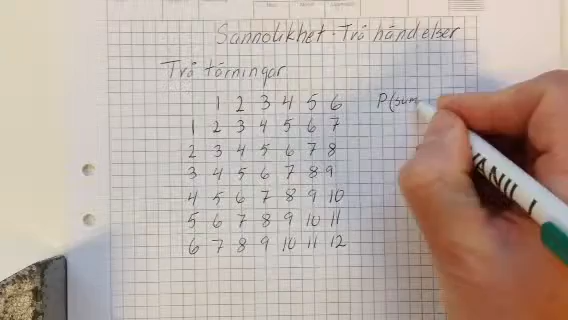 Sannolikhet - Två händelser
Två tärningar
1 2 3 4 5 6 P(sum
1 2 3 4 5 6 7
2 3 4 5 6 7 8
3 4 5 6 7 8 9
4 5 6 7 8 9 10
5 6 7 8 9 10 11
6 7 8 9 10 11 12